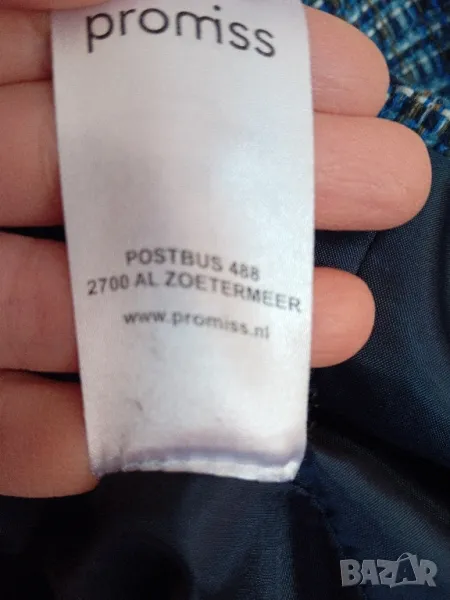 promiss
POSTBUS 488
2700 AL ZOETERMEER
www.promiss.nl
BAZAR